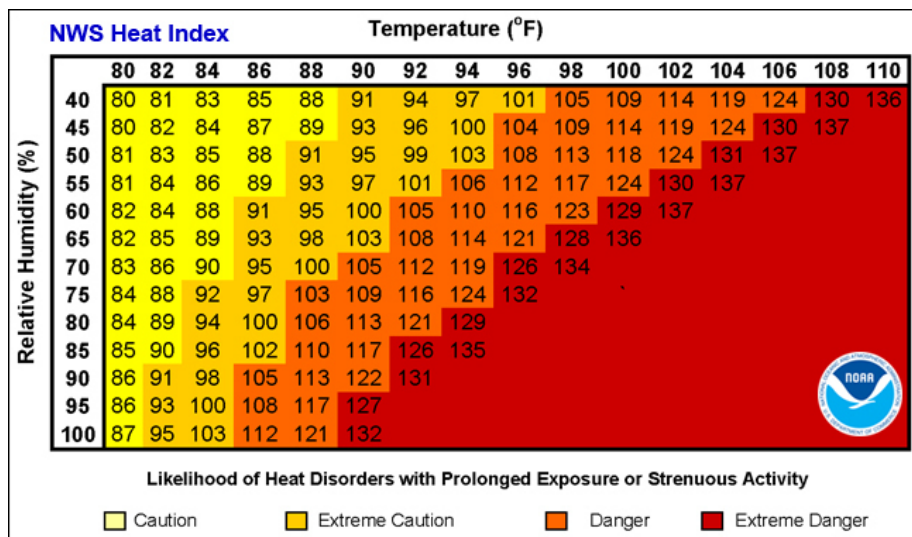 NWS Heat Index Temperature (°F)
80 82 84 86 88 90 92 94 96 98 100 102 104 106 108 110
Relative Humidity (%)
40 80 81 83 85 88 91 94 97 101 105 109 114 119 124 130 136
45 80 82 84 87 89 93 96 100 104 109 114 119 124 130 137
50 81 83 85 88 91 95 99 103 108 113 118 124 131 137
55 81 84 86 89 93 97 101 106 112 117 124 130 137
60 82 84 88 91 95 100 105 110 116 123 129 137
65 82 85 89 93 98 103 108 114 121 128 136
70 83 86 90 95 100 105 112 119 126 134
75 84 88 92 97 103 109 116 124 132
80 84 89 94 100 106 113 121 129
85 85 90 96 102 110 117 126 135
90 86 91 98 105 113 122 131
95 86 93 100 108 117 127
100 87 95 103 112 121 132
NOAA
Likelihood of Heat Disorders with Prolonged Exposure or Strenuous Activity
Caution Extreme Caution Danger Extreme Danger